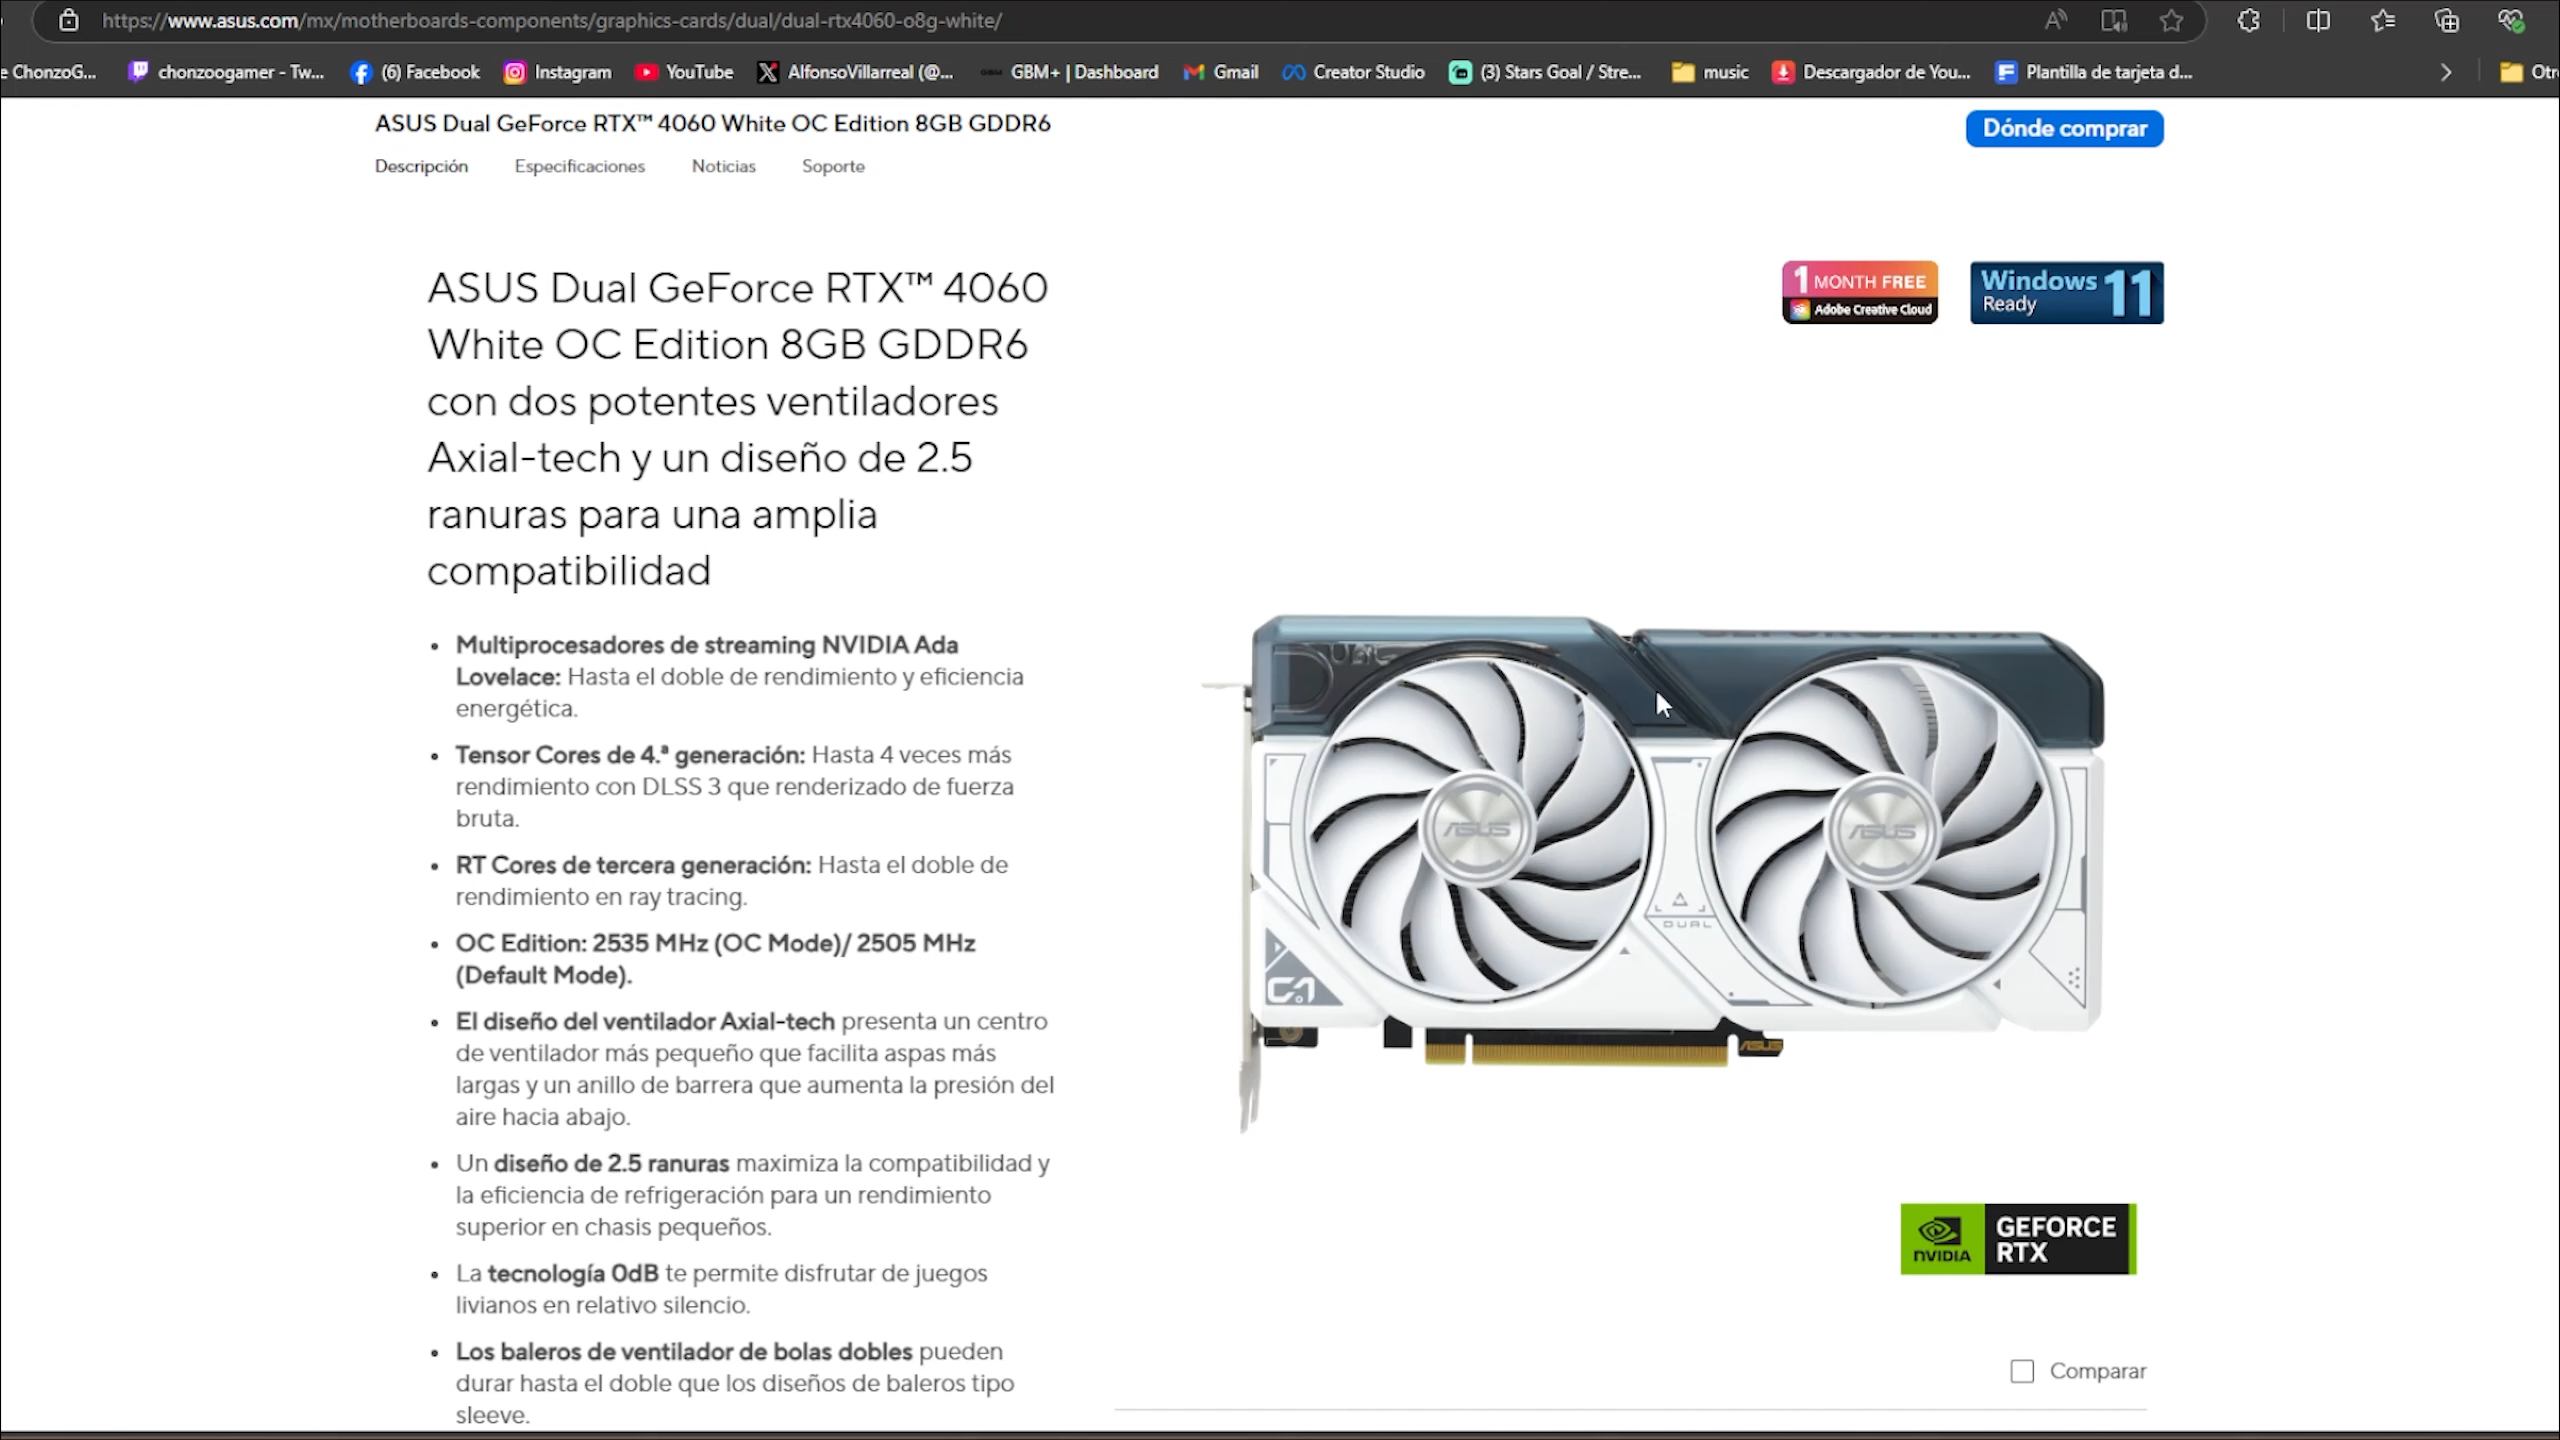 https://www.asus.com/mx/motherboards-components/graphics-cards/dual/dual-rtx4060-o8g-white/
e ChonzoG... chonzoogamer - Tw... (6) Facebook Instagram YouTube AlfonsoVillarreal (@... GBM+ | Dashboard Gmail Creator Studio (3) Stars Goal / Stre... music Descargador de You... Plantilla de tarjeta d... Otr
ASUS Dual GeForce RTX™ 4060 White OC Edition 8GB GDDR6
Dónde comprar
Descripción Especificaciones Noticias Soporte
ASUS Dual GeForce RTX™ 4060
White OC Edition 8GB GDDR6
con dos potentes ventiladores
Axial-tech y un diseño de 2.5
ranuras para una amplia
compatibilidad
1 MONTH FREE
Adobe Creative Cloud
Windows 11
Ready
• Multiprocesadores de streaming NVIDIA Ada
Lovelace: Hasta el doble de rendimiento y eficiencia
energética.
• Tensor Cores de 4.ª generación: Hasta 4 veces más
rendimiento con DLSS 3 que renderizado de fuerza
bruta.
• RT Cores de tercera generación: Hasta el doble de
rendimiento en ray tracing.
• OC Edition: 2535 MHz (OC Mode)/ 2505 MHz
(Default Mode).
• El diseño del ventilador Axial-tech presenta un centro
de ventilador más pequeño que facilita aspas más
largas y un anillo de barrera que aumenta la presión del
aire hacia abajo.
• Un diseño de 2.5 ranuras maximiza la compatibilidad y
la eficiencia de refrigeración para un rendimiento
superior en chasis pequeños.
• La tecnología 0dB te permite disfrutar de juegos
livianos en relativo silencio.
• Los baleros de ventilador de bolas dobles pueden
durar hasta el doble que los diseños de baleros tipo
sleeve.
ASUS
ASUS
DUAL
ASUS
NVIDIA
GEFORCE
RTX
Comparar